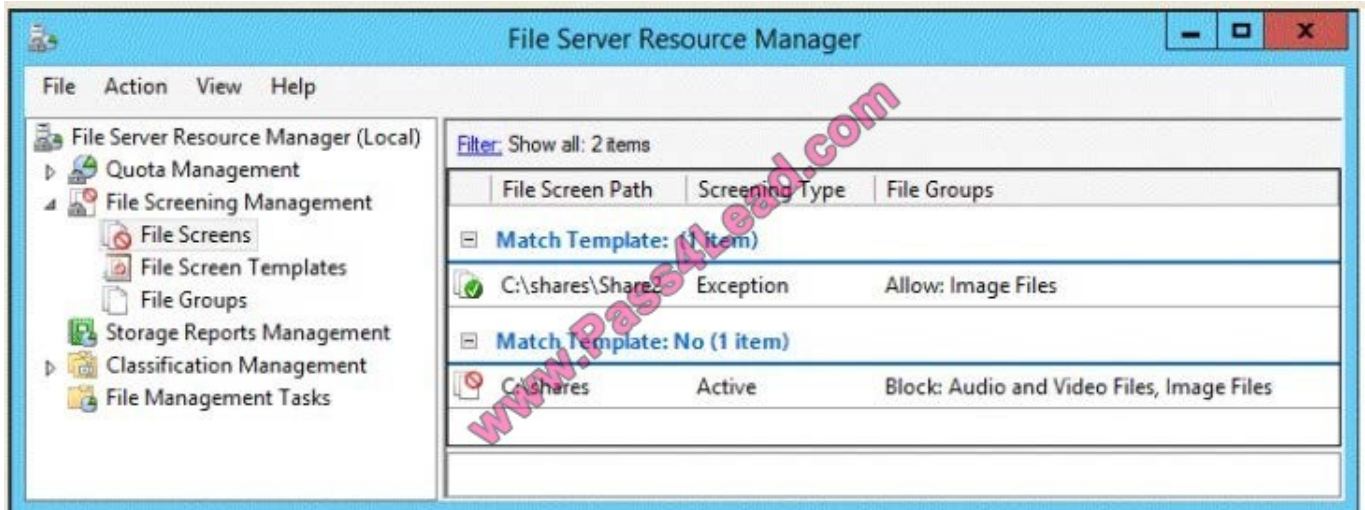 File Server Resource Manager
File Action View Help
File Server Resource Manager (Local)
Quota Management
File Screening Management
File Screens
File Screen Templates
File Groups
Storage Reports Management
Classification Management
File Management Tasks
Filter: Show all: 2 items
File Screen Path Screening Type File Groups
Match Template: (1 item)
C:\shares\Share2 Exception Allow: Image Files
Match Template: No (1 item)
C:\shares Active Block: Audio and Video Files, Image Files
www.Pass4Lead.com